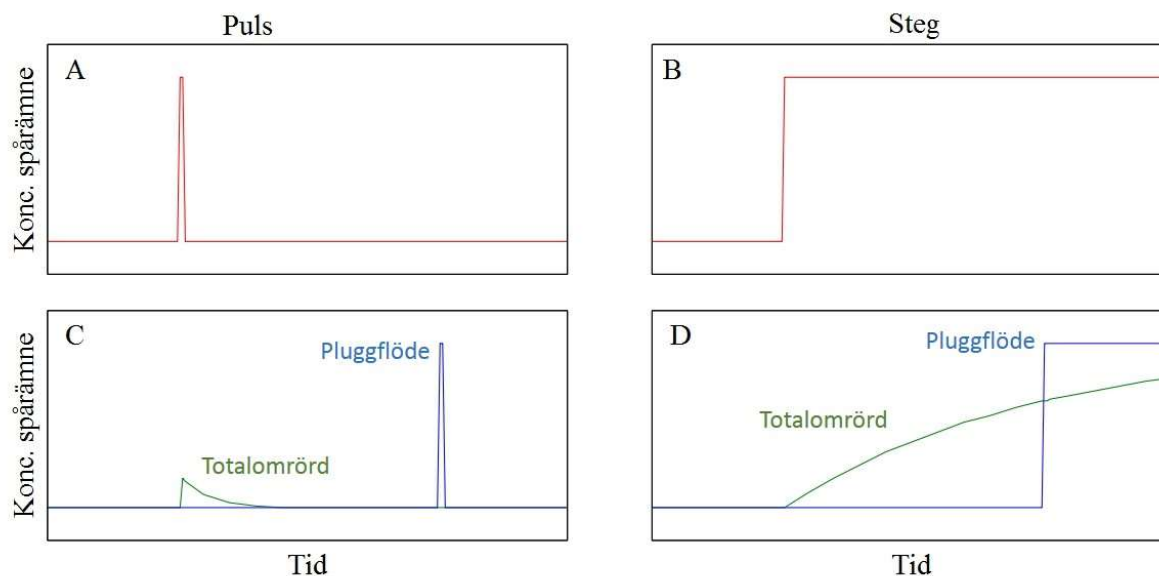 Puls
Steg
Konc. spårämne
A
B
Konc. spårämne
C
Pluggflöde
Totalomrörd
D
Pluggflöde
Totalomrörd
Tid
Tid